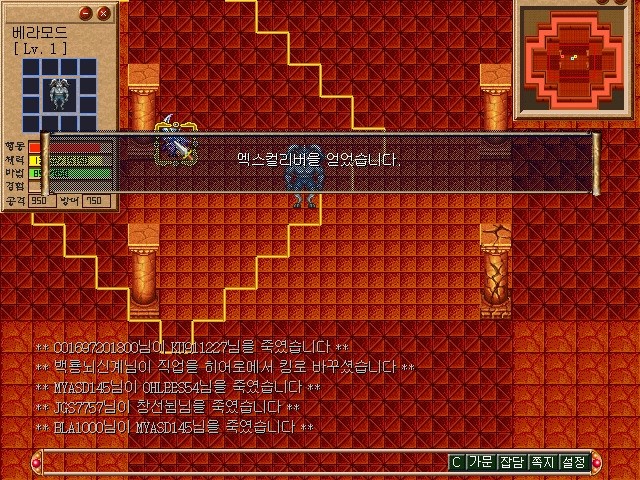 베라모드
[ Lv. 1 ]
행동
체력
마법
경험
공격 950 방어 750
엑스컬리버을 얻었습니다.
** CO1697201800님이 KU911227님을 죽였습니다 **
** 백룡뇌신계님이 직업을 히어로에서 킹로 바꾸셨습니다 **
** MYASD145님이 OHLEES54님을 죽였습니다 **
** JGS7757님이 창선뷤님을 죽였습니다 **
** BLA1000님이 MYASD145님을 죽였습니다 **
C 가문 잡담 쪽지 설정